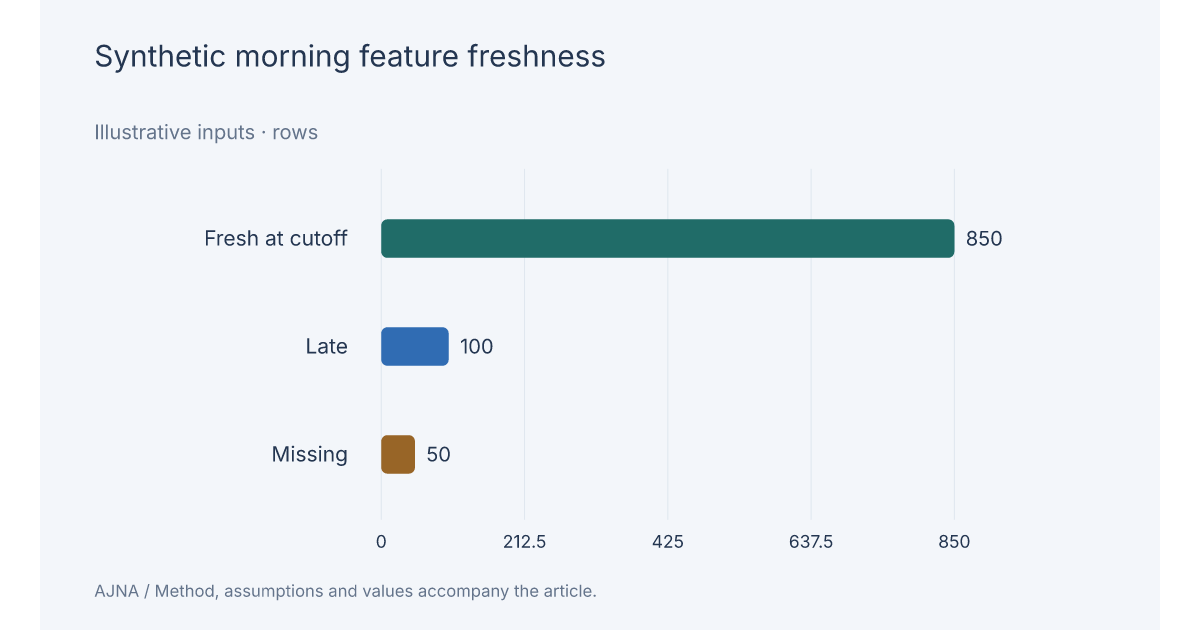 Synthetic morning feature freshness
Illustrative inputs · rows
Fresh at cutoff 850
Late 100
Missing 50
0 212.5 425 637.5 850
AJNA / Method, assumptions and values accompany the article.